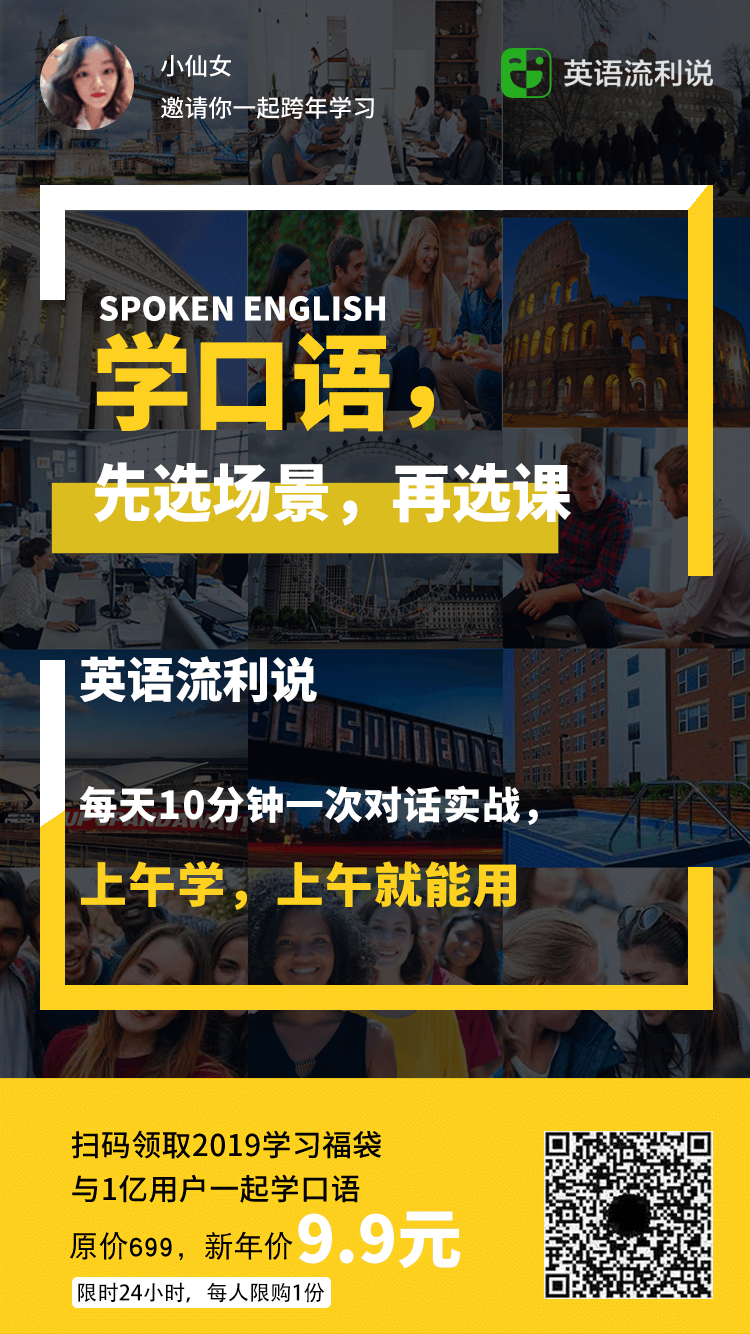 小仙女
邀请你一起跨年学习
英语流利说
SPOKEN ENGLISH
学口语，
先选场景，再选课
英语流利说
BE SOMEONE
UP SPANDAWAY!
每天10分钟一次对话实战，
上午学，上午就能用
扫码领取2019学习福袋
与1亿用户一起学口语
原价699，新年价9.9元
限时24小时，每人限购1份